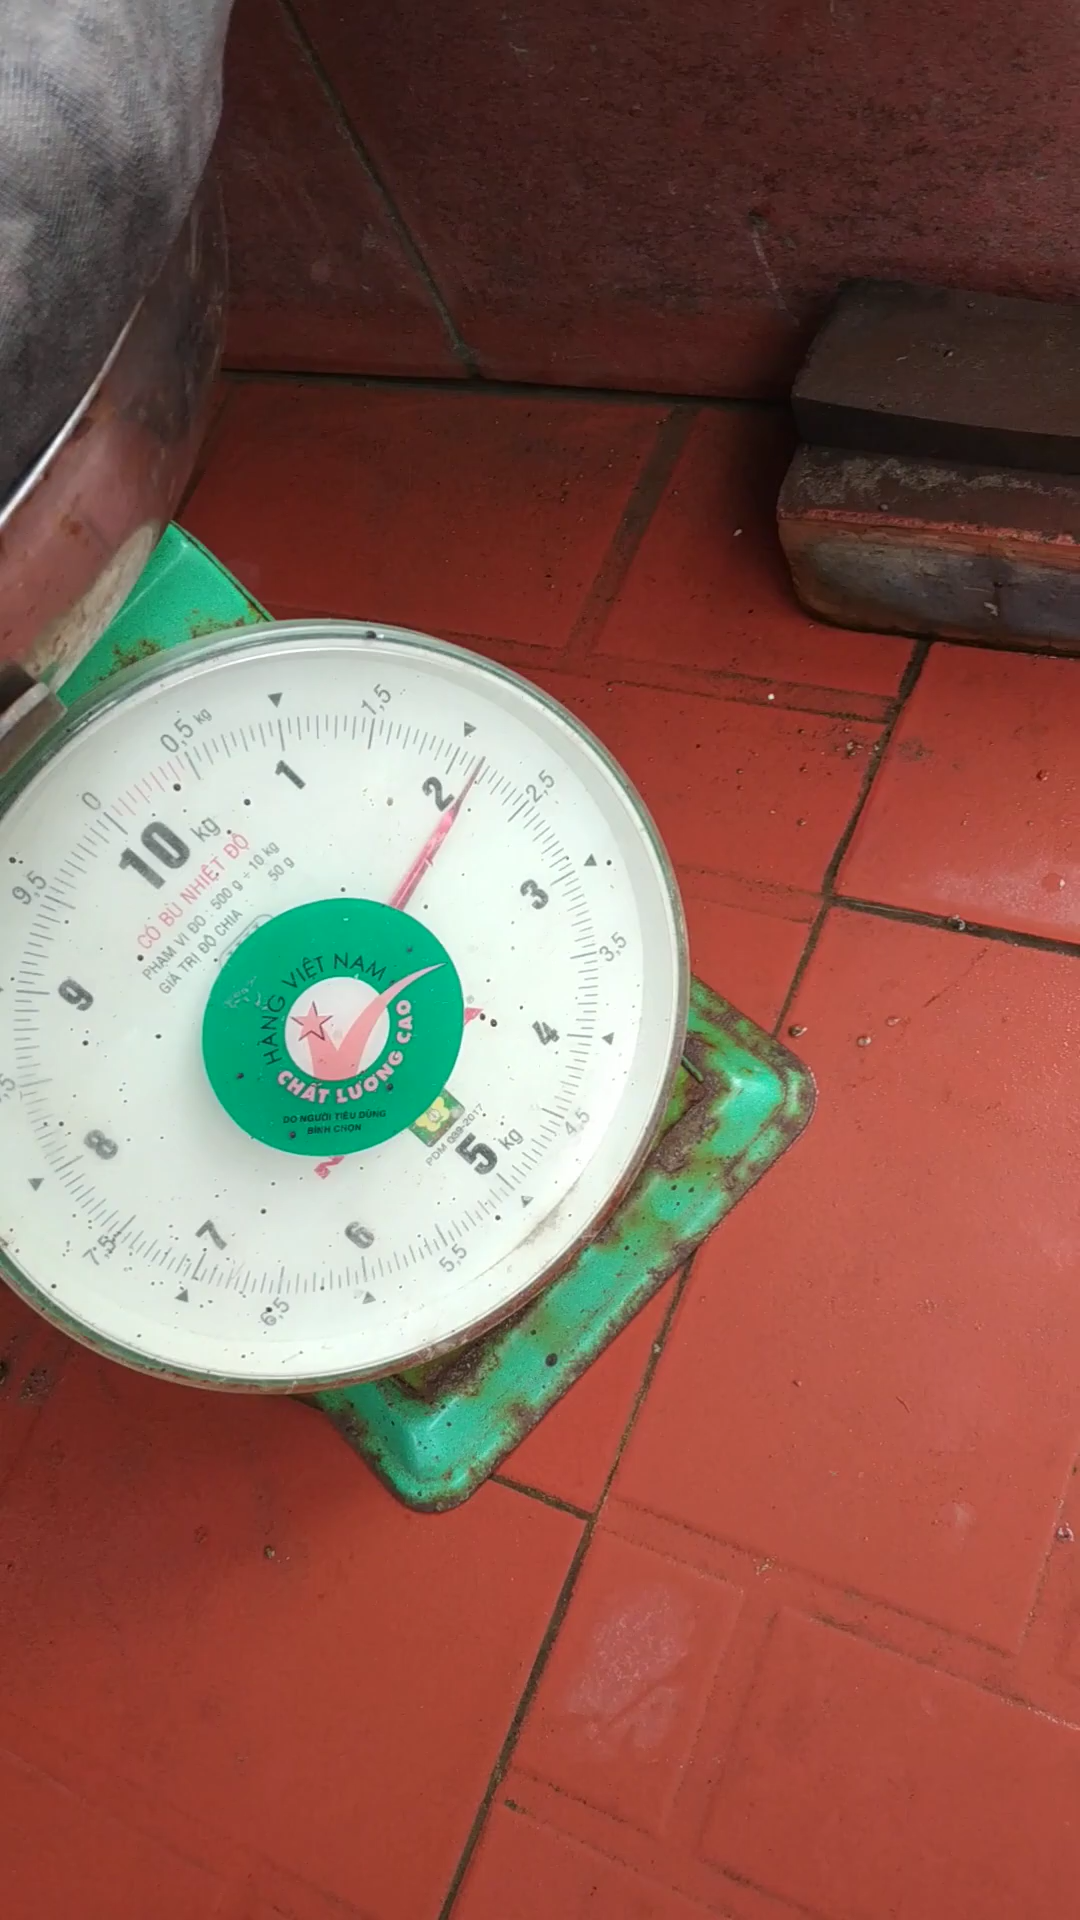 0
0,5 kg
1
1,5
2
2,5
3
3,5
4
4,5
5 kg
5,5
6
6,5
7
7,5
8
9
9,5
10 kg
CÓ BÙ NHIỆT ĐỘ
PHẠM VI ĐO : 500 g ÷ 10 kg
GIÁ TRỊ ĐỘ CHIA 50 g
HÀNG VIỆT NAM
CHẤT LƯỢNG CAO
DO NGƯỜI TIÊU DÙNG
BÌNH CHỌN
PDM 099-2017